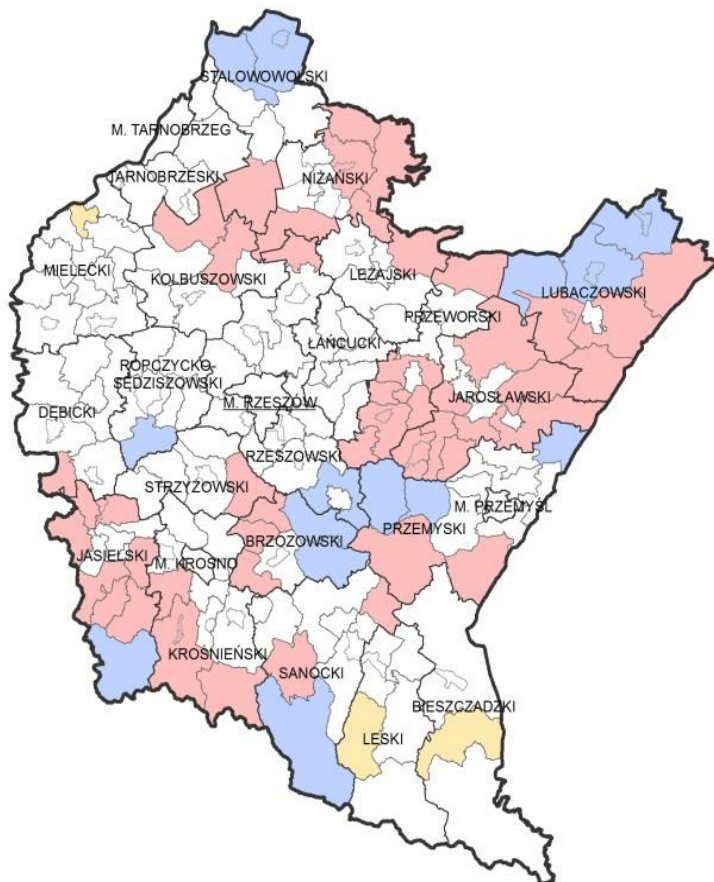 STALOWOWOLSKI
M. TARNOBRZEG
TARNOBRZESKI
NIŻAŃSKI
MIELECKI
KOLBUSZOWSKI
LEŻAJSKI
LUBACZOWSKI
PRZEWORSKI
ŁAŃCUCKI
ROPCZYCKO-
SĘDZISZOWSKI
DĘBICKI
M. RZESZÓW
JAROSŁAWSKI
RZESZOWSKI
STRZYŻOWSKI
M. PRZEMYŚL
PRZEMYSKI
BRZOZOWSKI
JASIELSKI
M. KROSNO
KROŚNIEŃSKI
SANOCKI
BIESZCZADZKI
LESKI